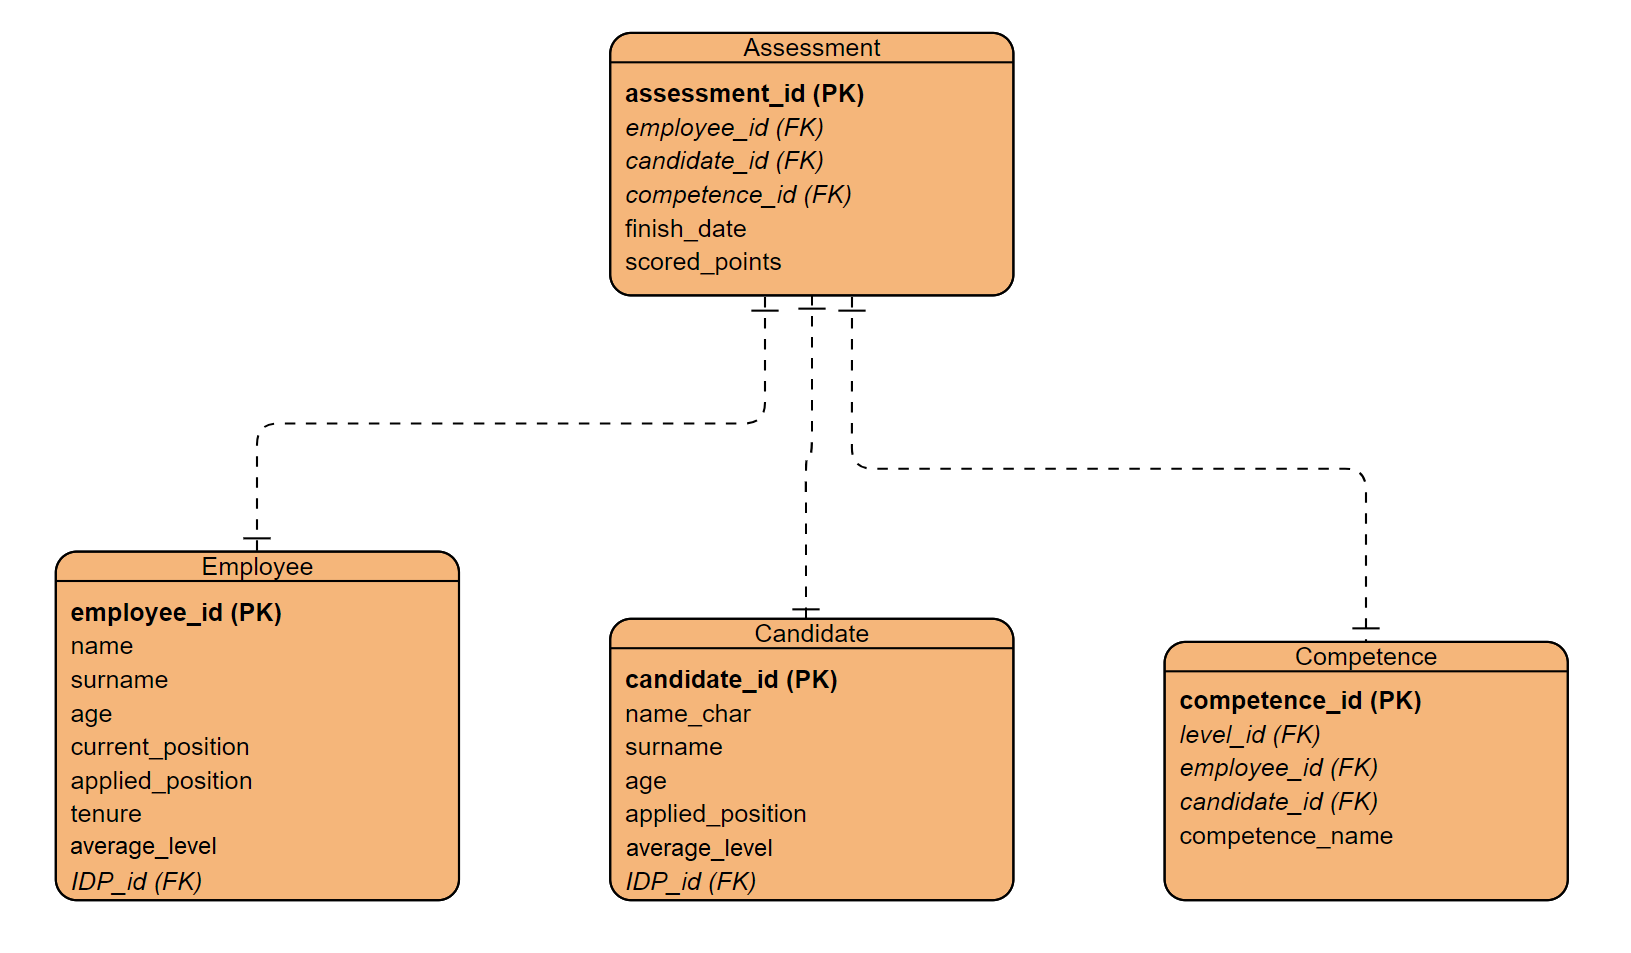 Assessment
assessment_id (PK)
employee_id (FK)
candidate_id (FK)
competence_id (FK)
finish_date
scored_points
Employee
employee_id (PK)
name
surname
age
current_position
applied_position
tenure
average_level
IDP_id (FK)
Candidate
candidate_id (PK)
name_char
surname
age
applied_position
average_level
IDP_id (FK)
Competence
competence_id (PK)
level_id (FK)
employee_id (FK)
candidate_id (FK)
competence_name